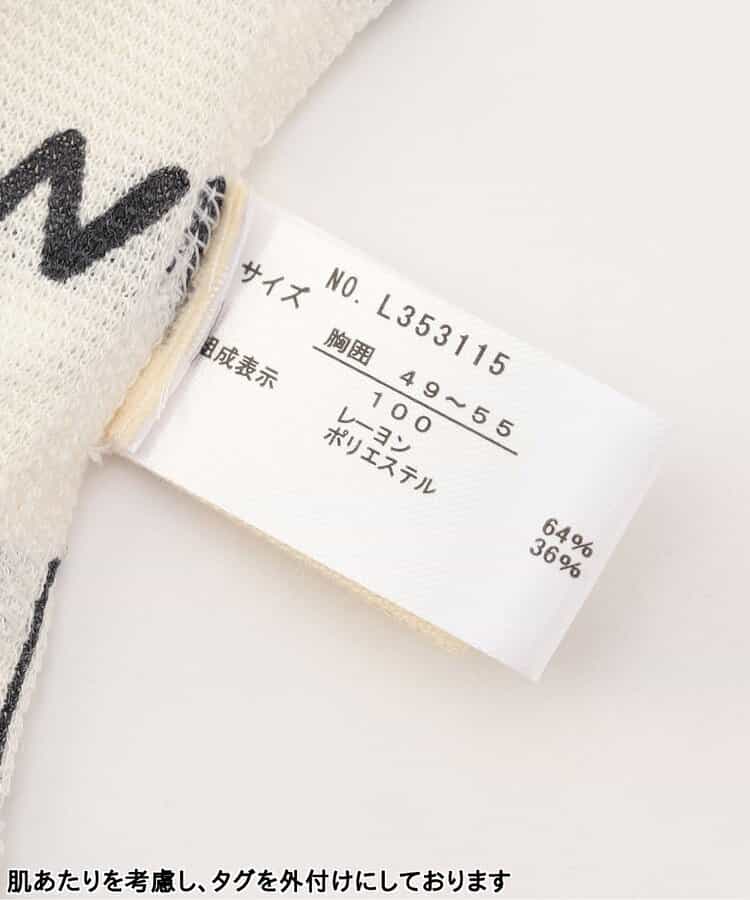 NO. L353115
サイズ
胸囲 49~55
100
組成表示
レーヨン 64%
ポリエステル 36%
肌あたりを考慮し、タグを外付けにしております